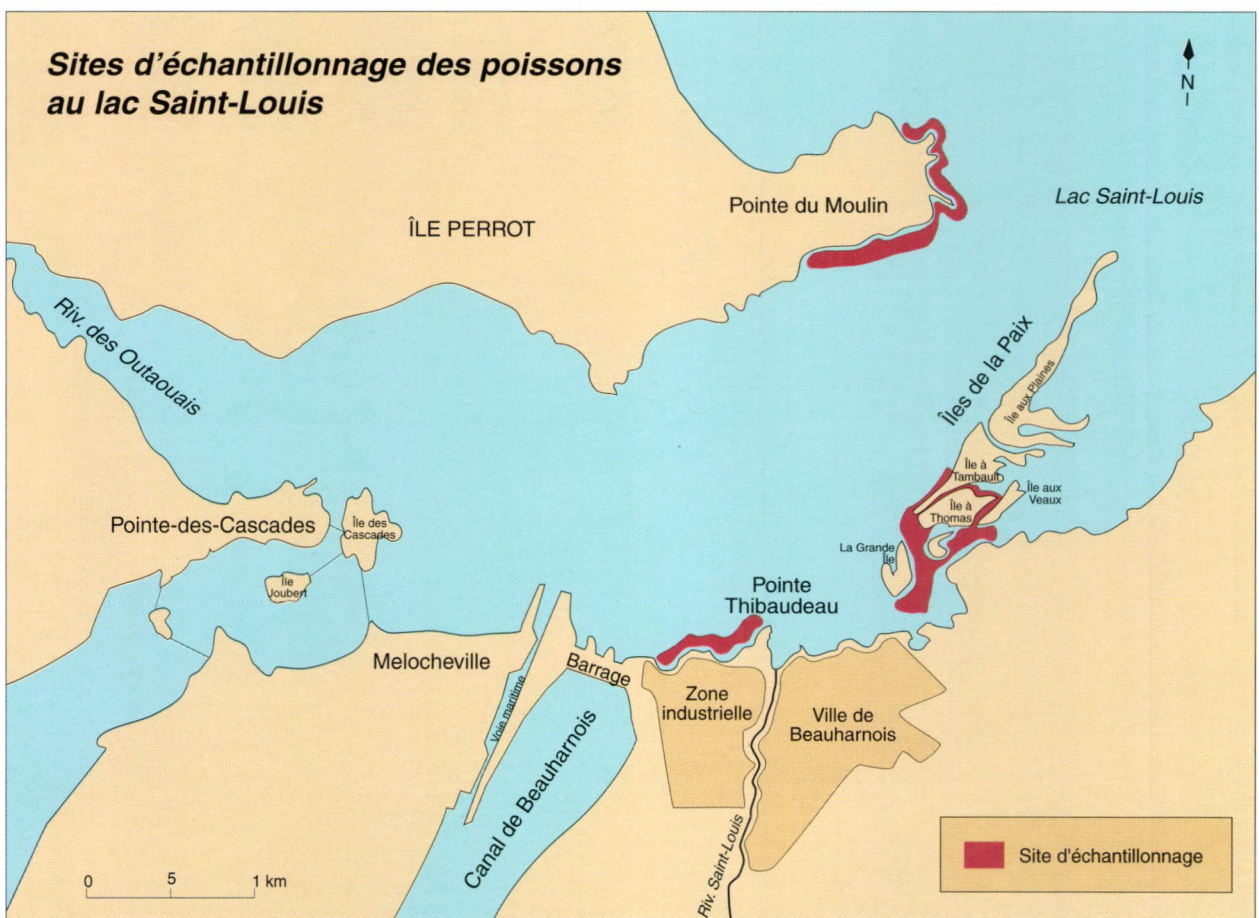 Sites d'échantillonnage des poissons
au lac Saint-Louis
N
Pointe du Moulin
Lac Saint-Louis
ÎLE PERROT
Riv. des Outaouais
Îles de la Paix
Île aux Plaines
Île à
Tambault
Île aux
Veaux
Île à
Thomas
Pointe-des-Cascades
Île des
Cascades
La Grande
Île
Île
Joubert
Pointe
Thibaudeau
Melocheville
Barrage
Voie maritime
Zone
industrielle
Ville de
Beauharnois
Canal de Beauharnois
Riv. Saint-Louis
Site d'échantillonnage
0 5 1 km